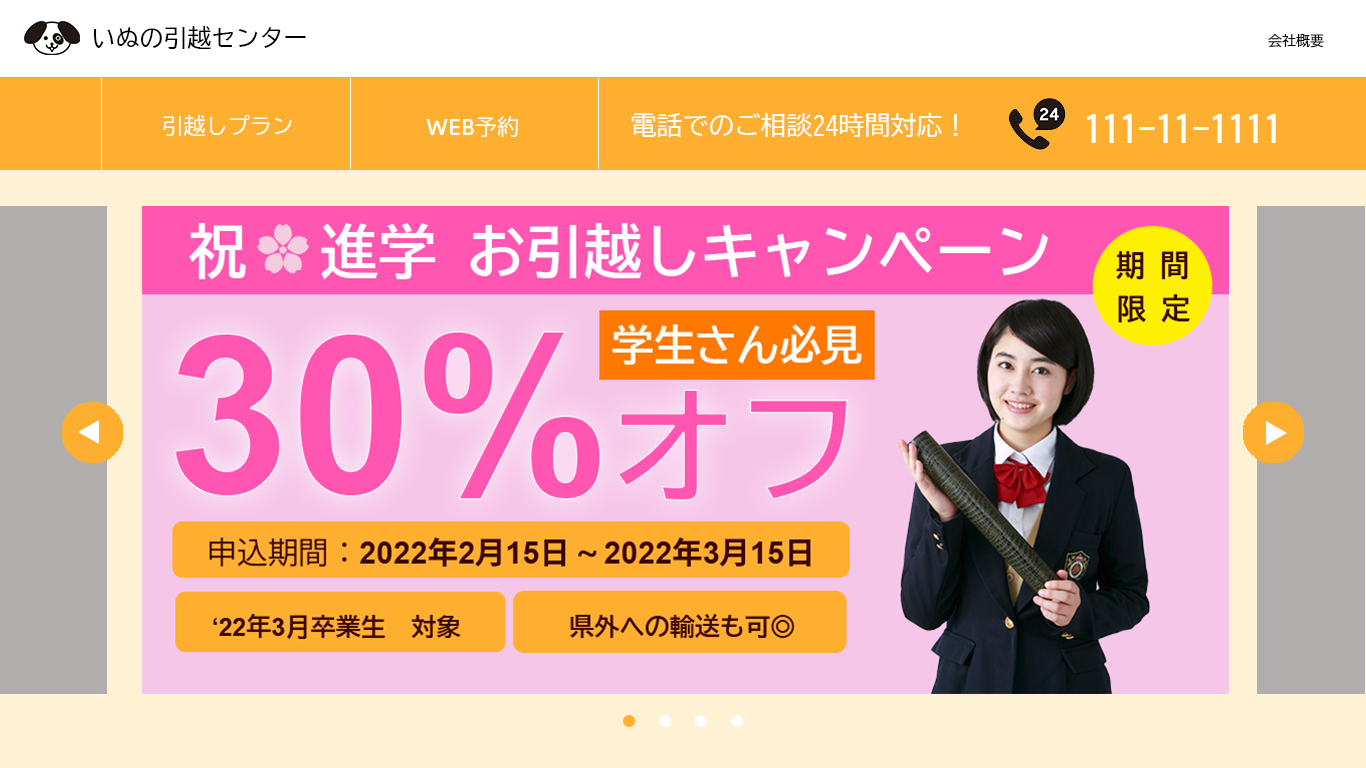 いぬの引越センター
会社概要
引越しプラン
WEB予約
電話でのご相談24時間対応！
24
111-11-1111
祝 進学 お引越しキャンペーン
期間
限定
学生さん必見
30%オフ
申込期間：2022年2月15日～2022年3月15日
‘22年3月卒業生　対象
県外への輸送も可◎